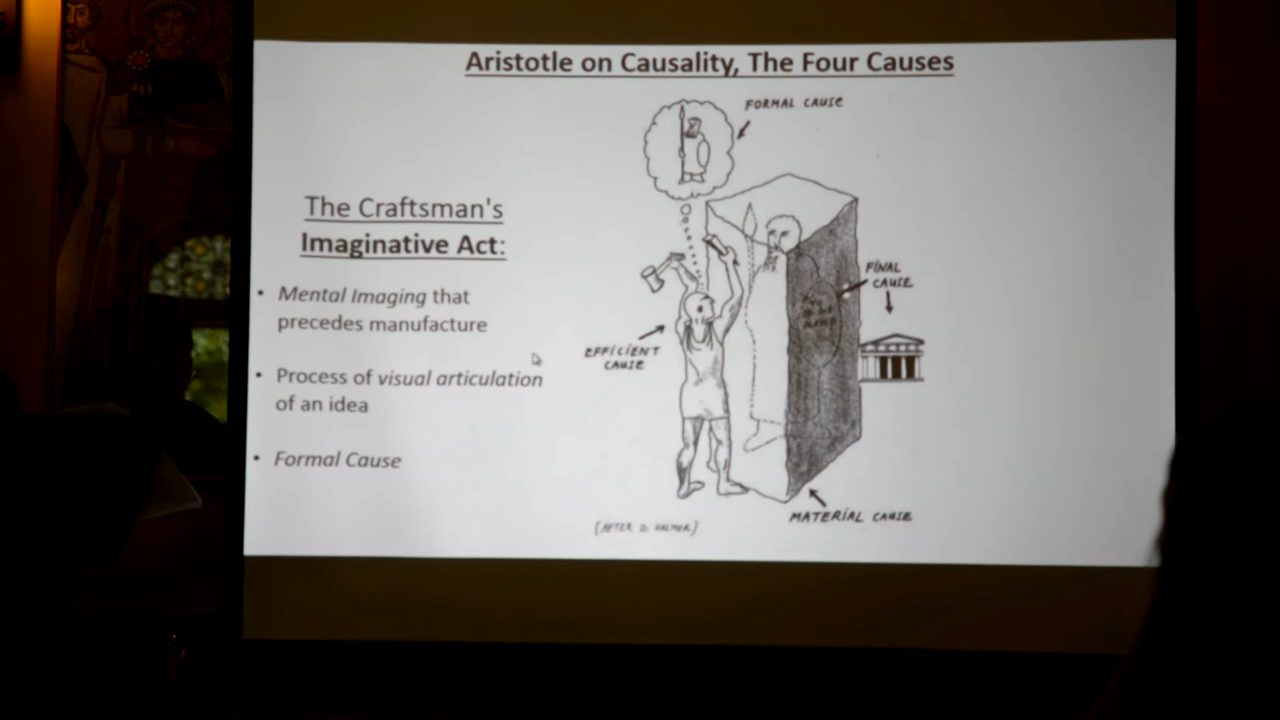 Aristotle on Causality, The Four Causes
The Craftsman's
Imaginative Act:
• Mental Imaging that
precedes manufacture
• Process of visual articulation
of an idea
• Formal Cause
FORMAL CAUSE
EFFICIENT
CAUSE
FINAL
CAUSE
MATERIAL CAUSE
(AFTER D. PALMER)